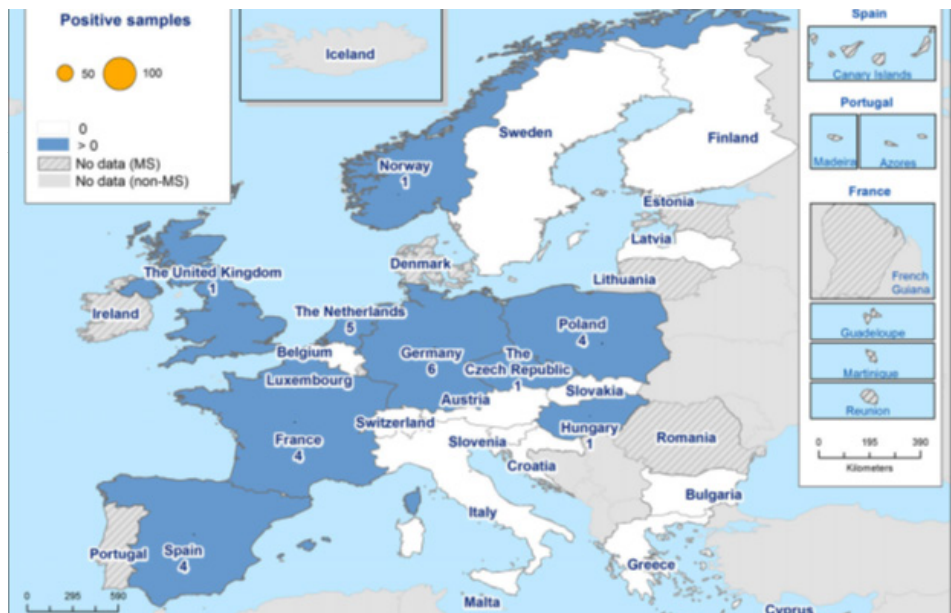 Positive samples
50
100
0
> 0
No data (MS)
No data (non-MS)
Iceland
Spain
Canary Islands
Portugal
Madeira
Azores
France
French
Guiana
Guadeloupe
Martinique
Reunion
0 195 390
Kilometers
Sweden
Finland
Norway
1
Estonia
Latvia
Denmark
Lithuania
The United Kingdom
1
Ireland
The Netherlands
5
Poland
4
Belgium
Germany
6
The
Czech Republic
1
Luxembourg
Slovakia
Austria
Switzerland
Hungary
1
France
4
Slovenia
Romania
Croatia
Bulgaria
Italy
Portugal
Spain
4
Greece
Malta
Cyprus
0 295 590